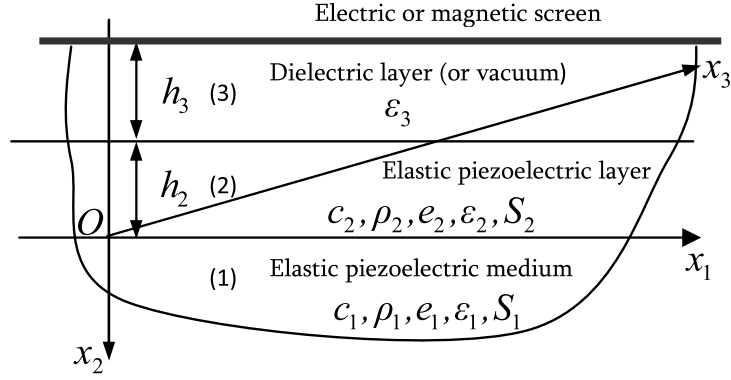 Electric or magnetic screen
h₃ (3) Dielectric layer (or vacuum)
x₃
ε₃
h₂ (2) Elastic piezoelectric layer
c₂, ρ₂, e₂, ε₂, S₂
O
x₁
(1) Elastic piezoelectric medium
c₁, ρ₁, e₁, ε₁, S₁
x₂